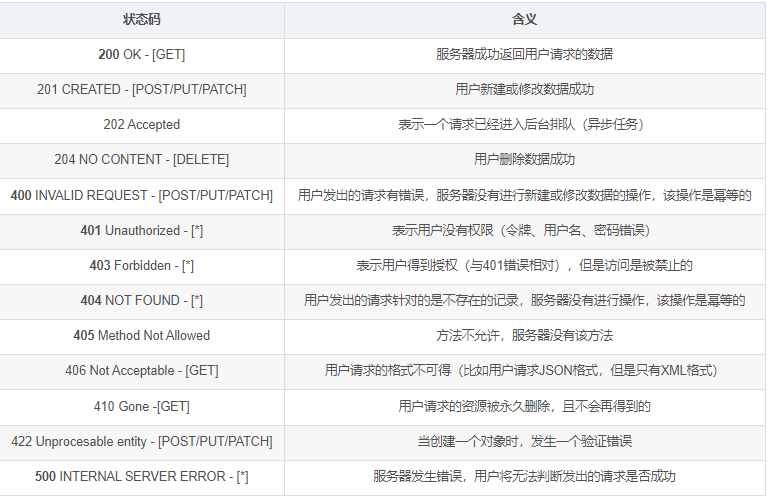 状态码 含义
200 OK - [GET] 服务器成功返回用户请求的数据
201 CREATED - [POST/PUT/PATCH] 用户新建或修改数据成功
202 Accepted 表示一个请求已经进入后台排队（异步任务）
204 NO CONTENT - [DELETE] 用户删除数据成功
400 INVALID REQUEST - [POST/PUT/PATCH] 用户发出的请求有错误，服务器没有进行新建或修改数据的操作，该操作是幂等的
401 Unauthorized - [*] 表示用户没有权限（令牌、用户名、密码错误）
403 Forbidden - [*] 表示用户得到授权（与401错误相对），但是访问是被禁止的
404 NOT FOUND - [*] 用户发出的请求针对的是不存在的记录，服务器没有进行操作，该操作是幂等的
405 Method Not Allowed 方法不允许，服务器没有该方法
406 Not Acceptable - [GET] 用户请求的格式不可得（比如用户请求JSON格式，但是只有XML格式）
410 Gone -[GET] 用户请求的资源被永久删除，且不会再得到的
422 Unprocesable entity - [POST/PUT/PATCH] 当创建一个对象时，发生一个验证错误
500 INTERNAL SERVER ERROR - [*] 服务器发生错误，用户将无法判断发出的请求是否成功